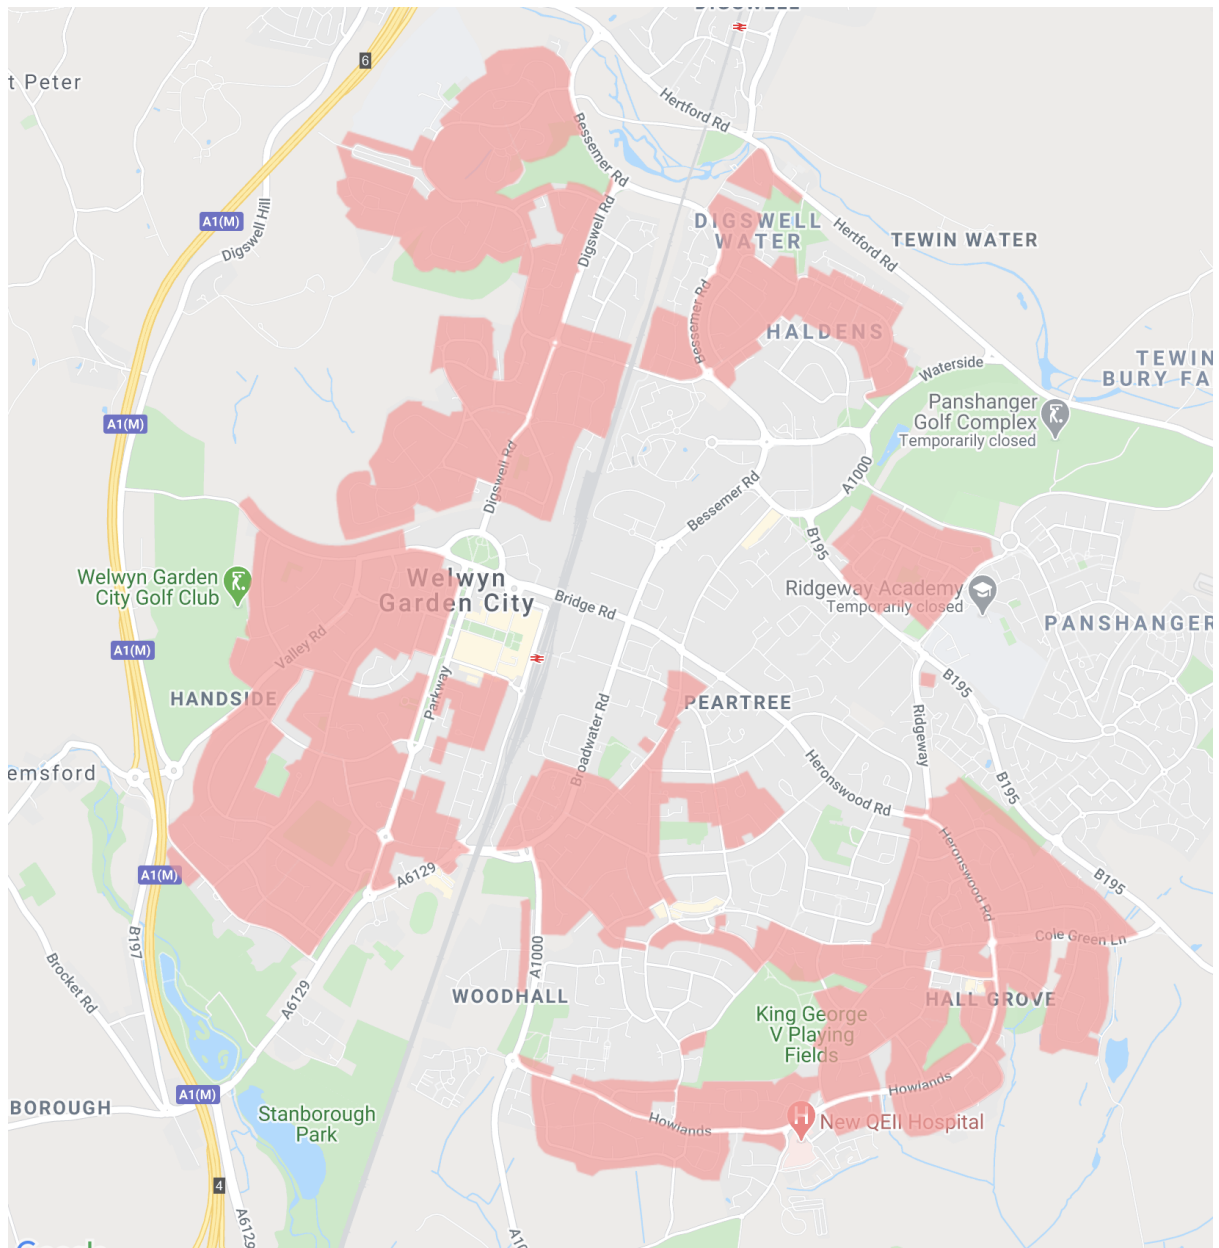 DIGSWELL
6
t Peter
Hertford Rd
Bessemer Rd
A1(M)
Digswell Hill
Digswell Rd
DIGSWELL
WATER
Hertford Rd
TEWIN WATER
Bessemer Rd
HALDENS
Waterside
TEWIN
BURY FA
A1(M)
Panshanger
Golf Complex
Temporarily closed
Digswell Rd
A1000
Bessemer Rd
B195
Welwyn Garden
City Golf Club
Welwyn
Garden City
Bridge Rd
Ridgeway Academy
Temporarily closed
PANSHANGER
A1(M)
Valley Rd
HANDSIDE
Parkway
Broadwater Rd
PEARTREE
B195
Ridgeway
emsford
Heronswood Rd
B195
A1(M)
A6129
Heronswood Rd
B195
B197
Cole Green Ln
A1000
Brocket Rd
A6129
WOODHALL
HALL GROVE
King George
V Playing
Fields
A1(M)
Howlands
BOROUGH
Stanborough
Park
Howlands
H
New QEII Hospital
4
A6129
A10
Google